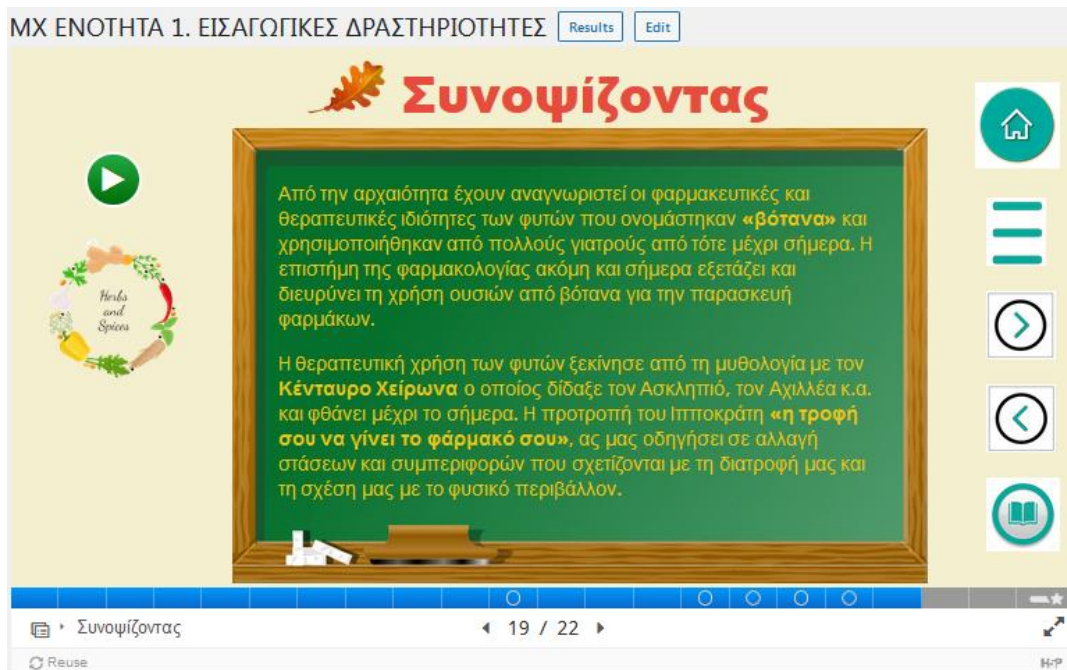 ΜΧ ΕΝΟΤΗΤΑ 1. ΕΙΣΑΓΩΓΙΚΕΣ ΔΡΑΣΤΗΡΙΟΤΗΤΕΣ Results Edit
Συνοψίζοντας
Από την αρχαιότητα έχουν αναγνωριστεί οι φαρμακευτικές και
θεραπευτικές ιδιότητες των φυτών που ονομάστηκαν «βότανα» και
χρησιμοποιήθηκαν από πολλούς γιατρούς από τότε μέχρι σήμερα. Η
επιστήμη της φαρμακολογίας ακόμη και σήμερα εξετάζει και
διευρύνει τη χρήση ουσιών από βότανα για την παρασκευή
φαρμάκων.
Η θεραπευτική χρήση των φυτών ξεκίνησε από τη μυθολογία με τον
Κένταυρο Χείρωνα ο οποίος δίδαξε τον Ασκληπιό, τον Αχιλλέα κ.α.
και φθάνει μέχρι το σήμερα. Η προτροπή του Ιπποκράτη «η τροφή
σου να γίνει το φάρμακό σου», ας μας οδηγήσει σε αλλαγή
στάσεων και συμπεριφορών που σχετίζονται με τη διατροφή μας και
τη σχέση μας με το φυσικό περιβάλλον.
Herbs
and
Spices
Συνοψίζοντας
19 / 22
Reuse
H5P